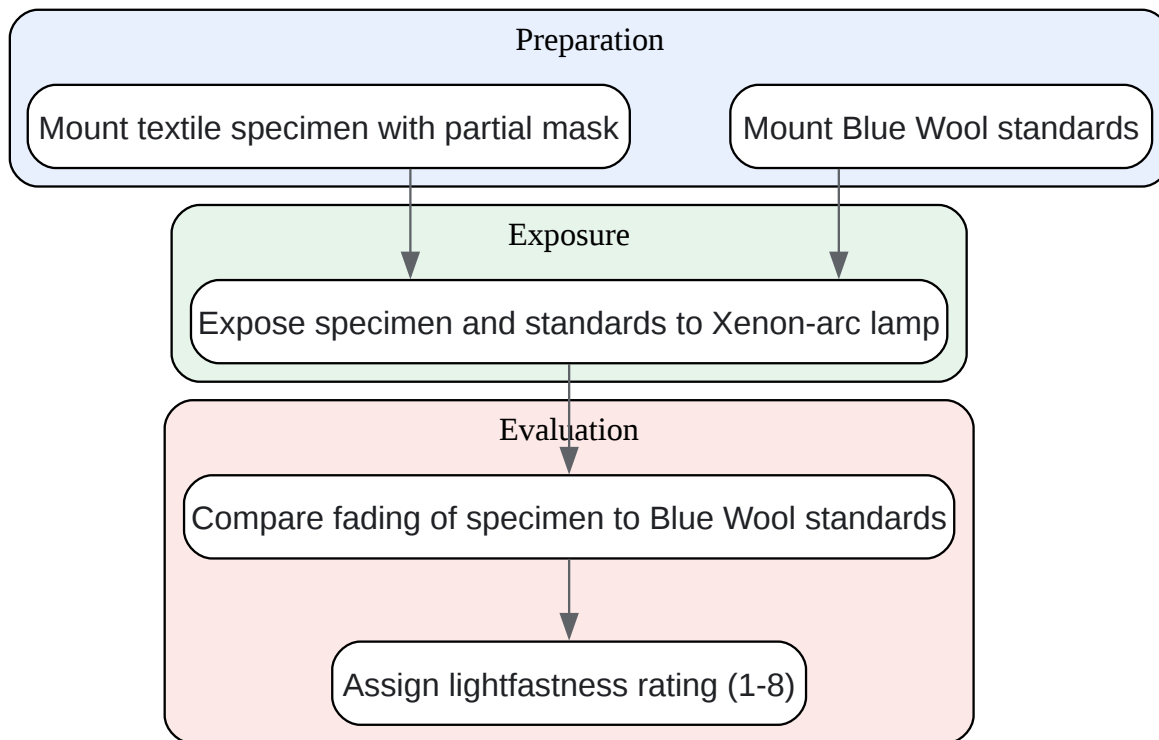 Preparation
Mount textile specimen with partial mask
Mount Blue Wool standards
Exposure
Expose specimen and standards to Xenon-arc lamp
Evaluation
Compare fading of specimen to Blue Wool standards
Assign lightfastness rating (1-8)